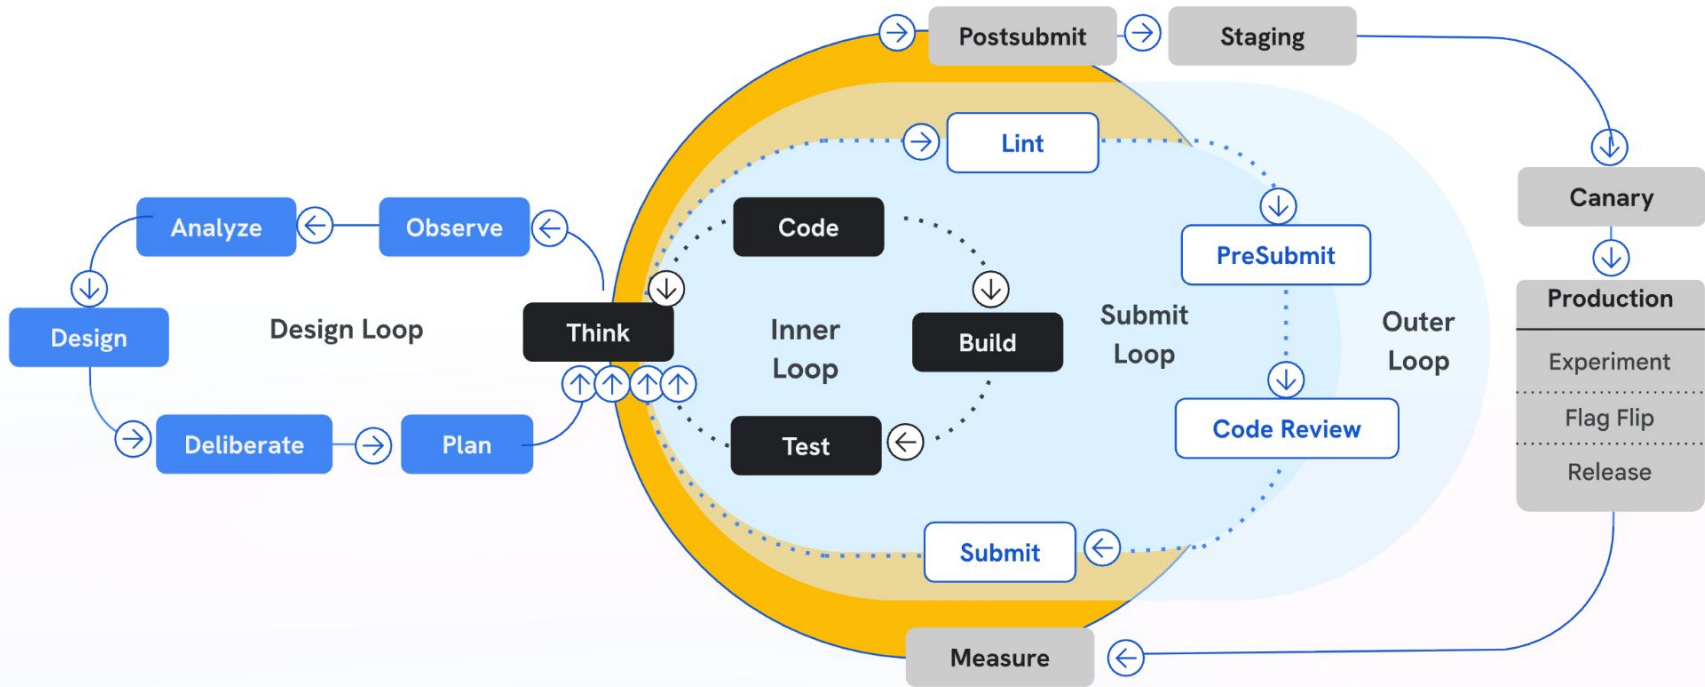 Postsubmit
Staging
Lint
Canary
Analyze
Observe
Code
PreSubmit
Production
Design
Design Loop
Think
Inner
Loop
Build
Submit
Loop
Outer
Loop
Experiment
Flag Flip
Release
Deliberate
Plan
Test
Code Review
Submit
Measure